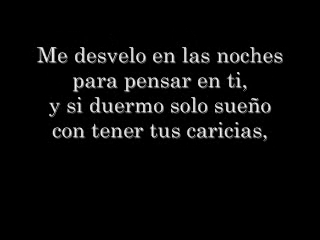 Me desvelo en las noches
para pensar en ti,
y si duermo solo sueño
con tener tus caricias,